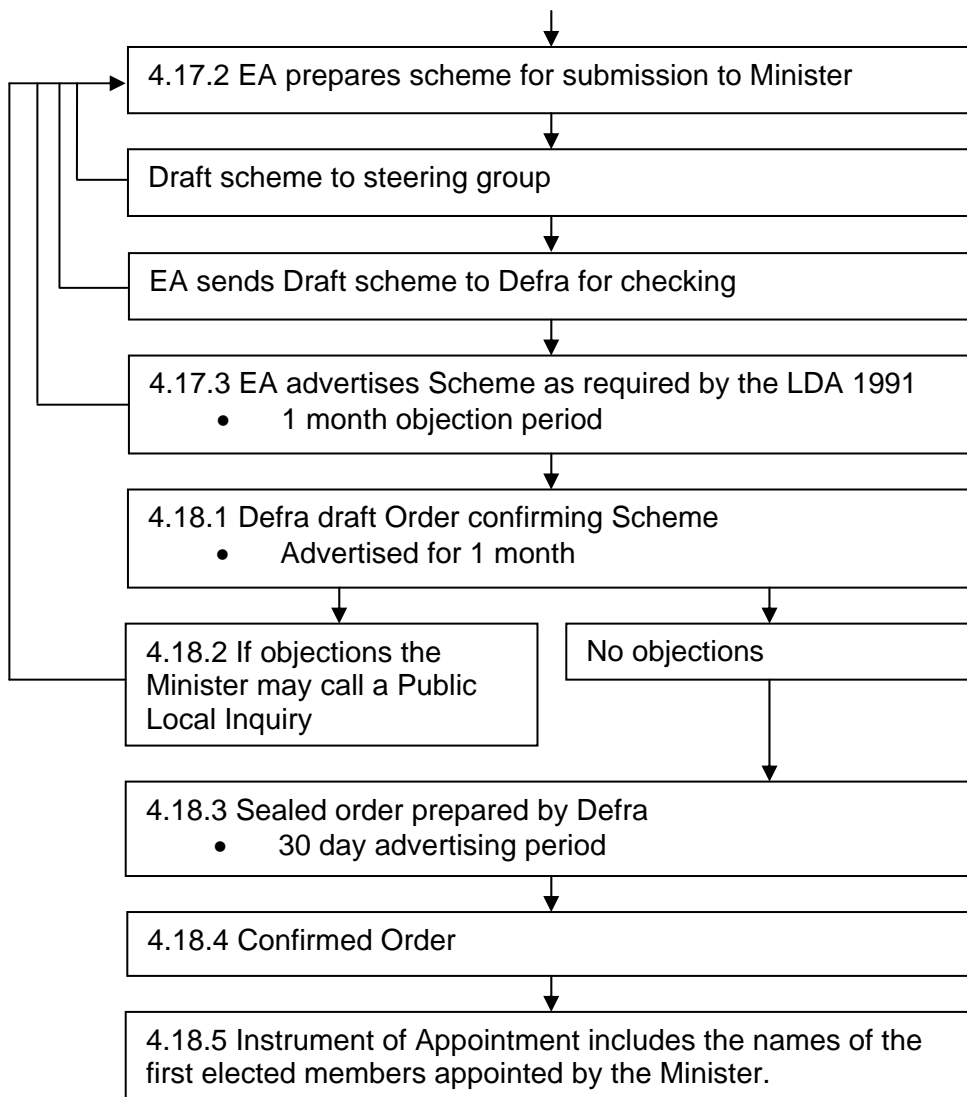 4.17.2 EA prepares scheme for submission to Minister
Draft scheme to steering group
EA sends Draft scheme to Defra for checking
4.17.3 EA advertises Scheme as required by the LDA 1991
• 1 month objection period
4.18.1 Defra draft Order confirming Scheme
• Advertised for 1 month
4.18.2 If objections the
Minister may call a Public
Local Inquiry
No objections
4.18.3 Sealed order prepared by Defra
• 30 day advertising period
4.18.4 Confirmed Order
4.18.5 Instrument of Appointment includes the names of the
first elected members appointed by the Minister.